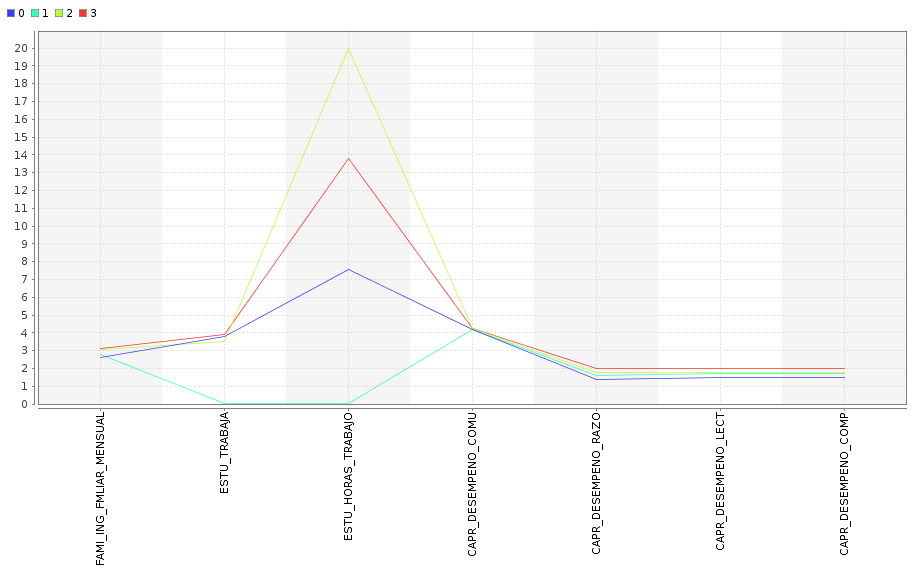 0 1 2 3
20
19
18
17
16
15
14
13
12
11
10
9
8
7
6
5
4
3
2
1
0
FAMI_ING_FMLIAR_MENSUAL
ESTU_TRABAJA
ESTU_HORAS_TRABAJO
CAPR_DESEMPENO_COMU
CAPR_DESEMPENO_RAZO
CAPR_DESEMPENO_LECT
CAPR_DESEMPENO_COMP